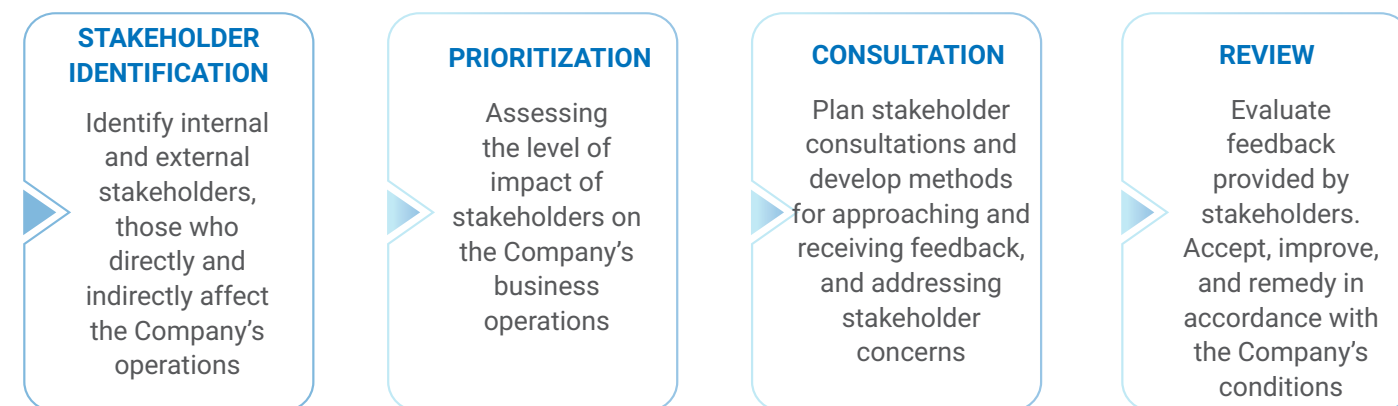 STAKEHOLDER
IDENTIFICATION
Identify internal
and external
stakeholders,
those who
directly and
indirectly affect
the Company’s
operations
PRIORITIZATION
Assessing
the level of
impact of
stakeholders on
the Company’s
business
operations
CONSULTATION
Plan stakeholder
consultations and
develop methods
for approaching and
receiving feedback,
and addressing
stakeholder
concerns
REVIEW
Evaluate
feedback
provided by
stakeholders.
Accept, improve,
and remedy in
accordance with
the Company’s
conditions